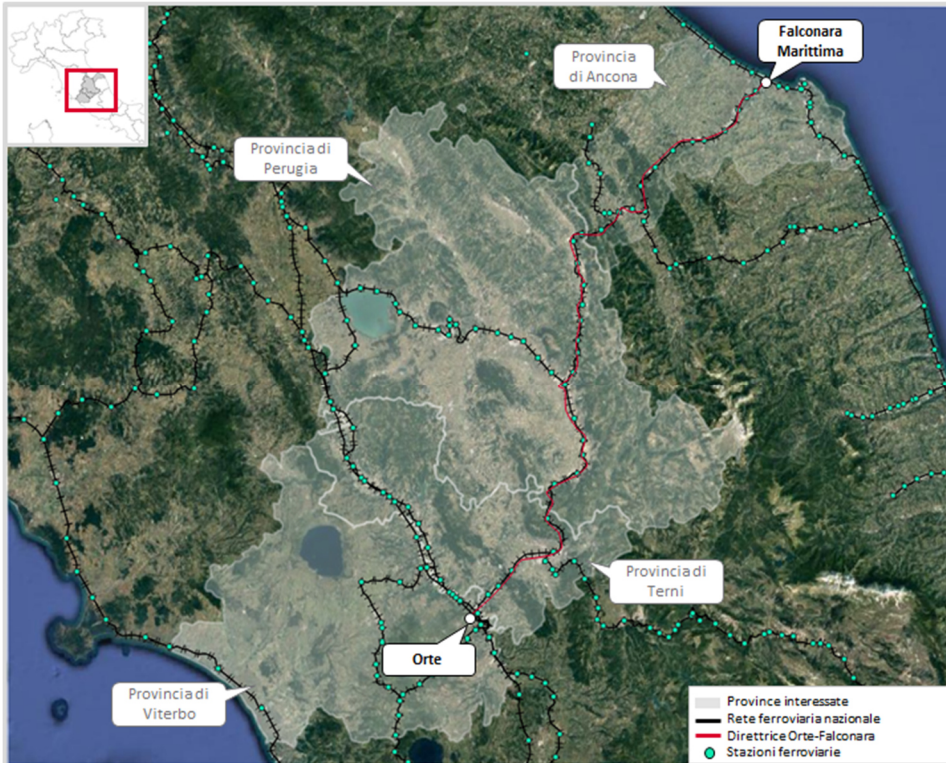 Falconara
Marittima
Provincia
di Ancona
Provincia di
Perugia
Provincia di
Terni
Orte
Provincia di
Viterbo
Province interessate
Rete ferroviaria nazionale
Direttrice Orte-Falconara
Stazioni ferroviarie